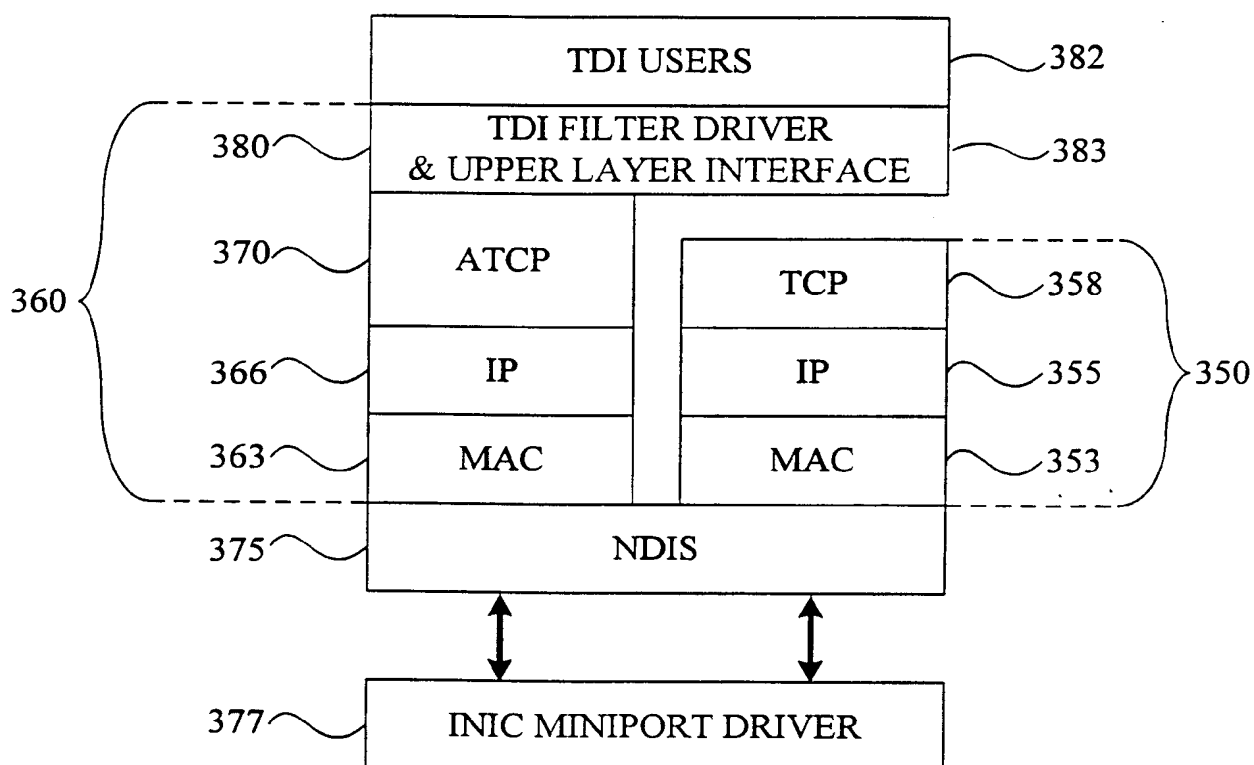 TDI USERS
382
380
TDI FILTER DRIVER
& UPPER LAYER INTERFACE
383
370
ATCP
TCP
358
360
366
IP
IP
355
350
363
MAC
MAC
353
375
NDIS
377
INIC MINIPORT DRIVER